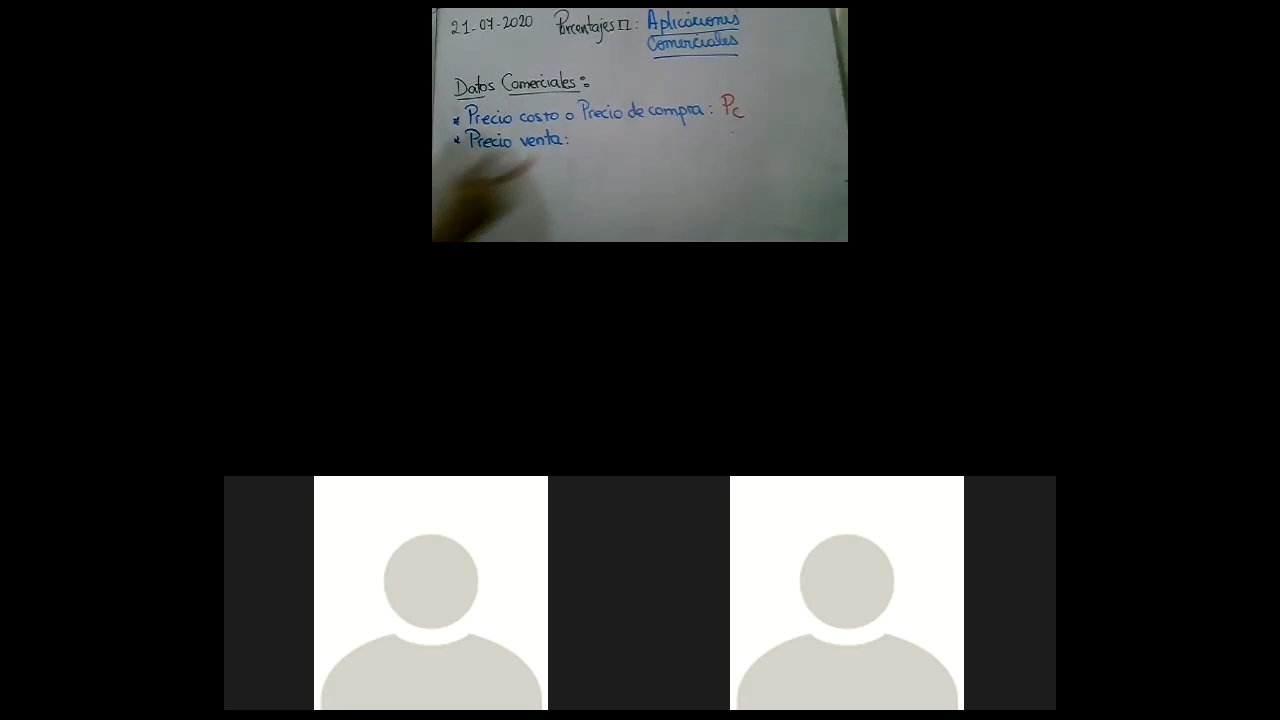 21-07-2020 Porcentajes II: Aplicaciones
Comerciales
Datos Comerciales:
* Precio costo o Precio de compra: Pc
* Precio venta: